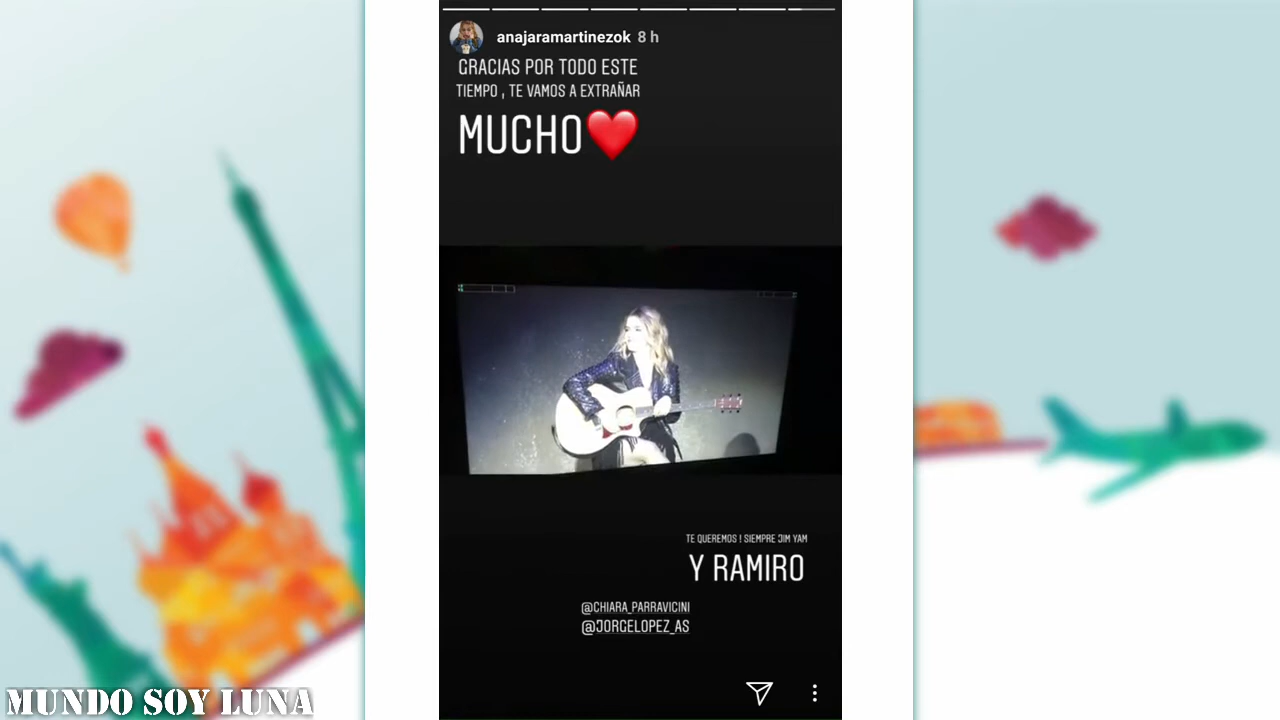 anajaramartinezok 8 h
GRACIAS POR TODO ESTE
TIEMPO , TE VAMOS A EXTRAÑAR
MUCHO❤️
TE QUEREMOS ! SIEMPRE JIM YAM
Y RAMIRO
@CHIARA_PARRAVICINI
@JORGELOPEZ_AS
MUNDO SOY LUNA